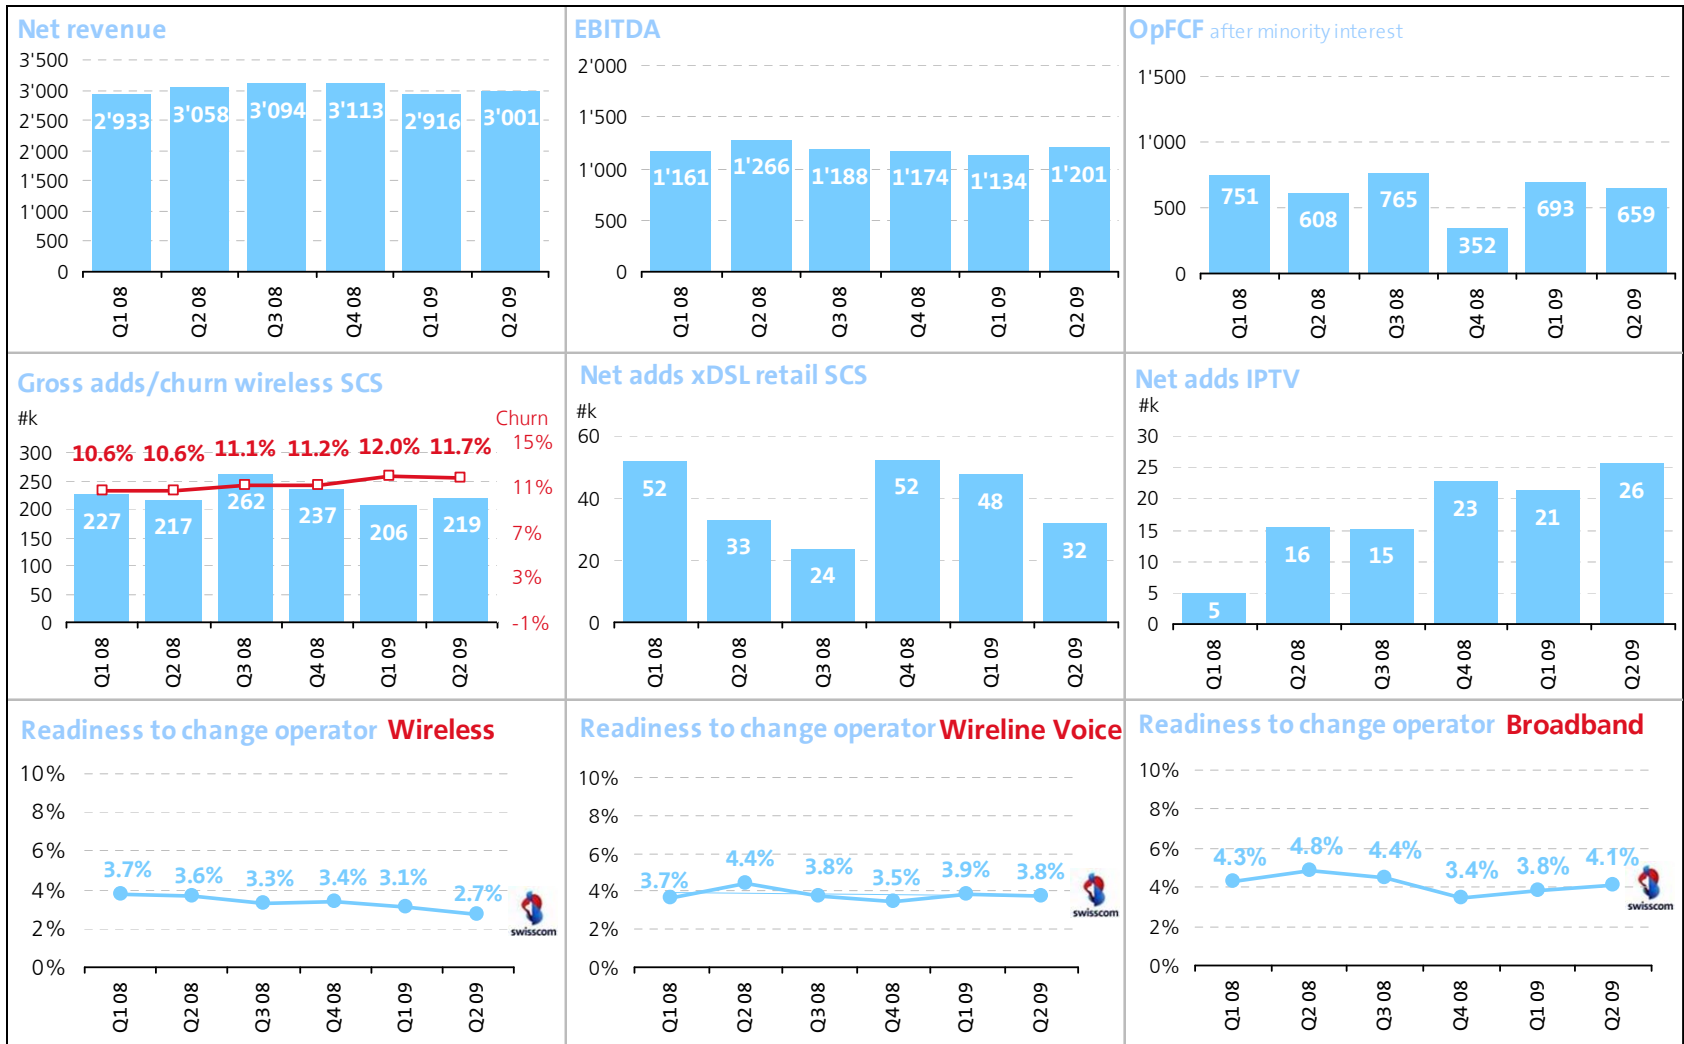 Net revenue
3'500
3'000
2'500
2'000
1'500
1'000
500
0
2'933
3'058
3'094
3'113
2'916
3'001
Q1 08
Q2 08
Q3 08
Q4 08
Q1 09
Q2 09
EBITDA
2'000
1'500
1'000
500
0
1'161
1'266
1'188
1'174
1'134
1'201
Q1 08
Q2 08
Q3 08
Q4 08
Q1 09
Q2 09
OpFCF after minority interest
1'500
1'000
500
0
751
608
765
352
693
659
Q1 08
Q2 08
Q3 08
Q4 08
Q1 09
Q2 09
Gross adds/churn wireless SCS
#k
Churn
300
250
200
150
100
50
0
10.6%
10.6%
11.1%
11.2%
12.0%
11.7%
227
217
262
237
206
219
15%
11%
7%
3%
-1%
Q1 08
Q2 08
Q3 08
Q4 08
Q1 09
Q2 09
Net adds xDSL retail SCS
#k
60
40
20
0
52
33
24
52
48
32
Q1 08
Q2 08
Q3 08
Q4 08
Q1 09
Q2 09
Net adds IPTV
#k
30
25
20
15
10
5
0
5
16
15
23
21
26
Q1 08
Q2 08
Q3 08
Q4 08
Q1 09
Q2 09
Readiness to change operator Wireless
10%
8%
6%
4%
2%
0%
3.7%
3.6%
3.3%
3.4%
3.1%
2.7%
swisscom
Q1 08
Q2 08
Q3 08
Q4 08
Q1 09
Q2 09
Readiness to change operator Wireline Voice
10%
8%
6%
4%
2%
0%
3.7%
4.4%
3.8%
3.5%
3.9%
3.8%
swisscom
Q1 08
Q2 08
Q3 08
Q4 08
Q1 09
Q2 09
Readiness to change operator Broadband
10%
8%
6%
4%
2%
0%
4.3%
4.8%
4.4%
3.4%
3.8%
4.1%
swisscom
Q1 08
Q2 08
Q3 08
Q4 08
Q1 09
Q2 09